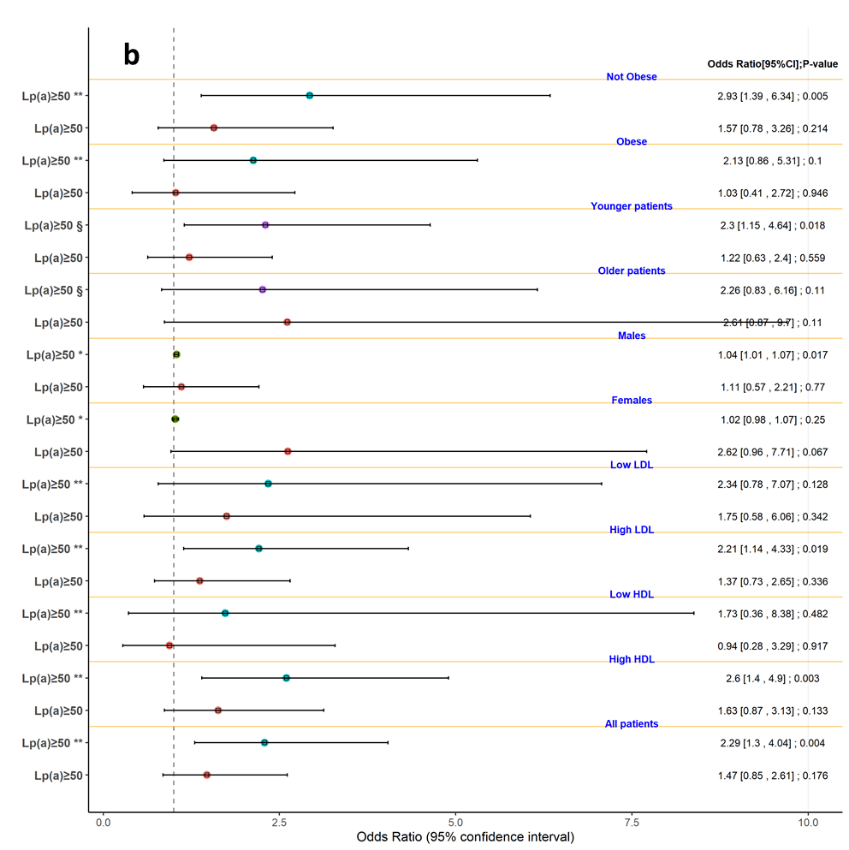 b
Odds Ratio[95%CI];P-value
Not Obese
Lp(a)≥50 ** 2.93 [1.39 , 6.34] ; 0.005
Lp(a)≥50 1.57 [0.78 , 3.26] ; 0.214
Obese
Lp(a)≥50 ** 2.13 [0.86 , 5.31] ; 0.1
Lp(a)≥50 1.03 [0.41 , 2.72] ; 0.946
Younger patients
Lp(a)≥50 § 2.3 [1.15 , 4.64] ; 0.018
Lp(a)≥50 1.22 [0.63 , 2.4] ; 0.559
Older patients
Lp(a)≥50 § 2.26 [0.83 , 6.16] ; 0.11
Lp(a)≥50 2.61 [0.87 , 9.7] ; 0.11
Males
Lp(a)≥50 * 1.04 [1.01 , 1.07] ; 0.017
Lp(a)≥50 1.11 [0.57 , 2.21] ; 0.77
Females
Lp(a)≥50 * 1.02 [0.98 , 1.07] ; 0.25
Lp(a)≥50 2.62 [0.96 , 7.71] ; 0.067
Low LDL
Lp(a)≥50 ** 2.34 [0.78 , 7.07] ; 0.128
Lp(a)≥50 1.75 [0.58 , 6.06] ; 0.342
High LDL
Lp(a)≥50 ** 2.21 [1.14 , 4.33] ; 0.019
Lp(a)≥50 1.37 [0.73 , 2.65] ; 0.336
Low HDL
Lp(a)≥50 ** 1.73 [0.36 , 8.38] ; 0.482
Lp(a)≥50 0.94 [0.28 , 3.29] ; 0.917
High HDL
Lp(a)≥50 ** 2.6 [1.4 , 4.9] ; 0.003
Lp(a)≥50 1.63 [0.87 , 3.13] ; 0.133
All patients
Lp(a)≥50 ** 2.29 [1.3 , 4.04] ; 0.004
Lp(a)≥50 1.47 [0.85 , 2.61] ; 0.176
0.0 2.5 5.0 7.5 10.0
Odds Ratio (95% confidence interval)